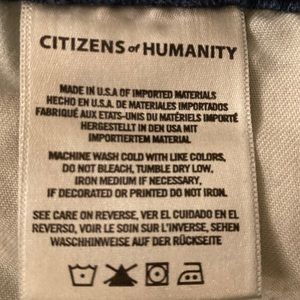 CITIZENS of HUMANITY
MADE IN U.S.A OF IMPORTED MATERIALS
HECHO EN E.U.A. DE MATERIALES IMPORTADOS
FABRIQUÉ AUX ETATS-UNIS DU MATÉRIELS IMPORTÉ
HERGESTELLT IN DEN USA MIT
IMPORTIERTEM MATERIAL
MACHINE WASH COLD WITH LIKE COLORS,
DO NOT BLEACH, TUMBLE DRY LOW,
IRON MEDIUM IF NECESSARY,
IF DECORATED OR PRINTED DO NOT IRON.
SEE CARE ON REVERSE, VER EL CUIDADO EN EL
REVERSO, VOIR LE SOIN SUR L'INVERSE, SEHEN
WASCHHINWEISE AUF DER RÜCKSEITE